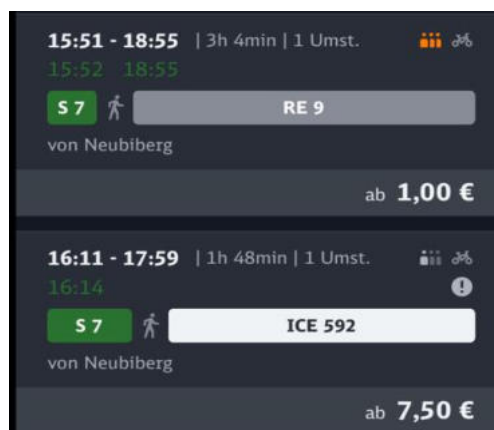 15:51 - 18:55 | 3h 4min | 1 Umst.
15:52 18:55
S 7 RE 9
von Neubiberg
ab 1,00 €
16:11 - 17:59 | 1h 48min | 1 Umst.
16:14
S 7 ICE 592
von Neubiberg
ab 7,50 €